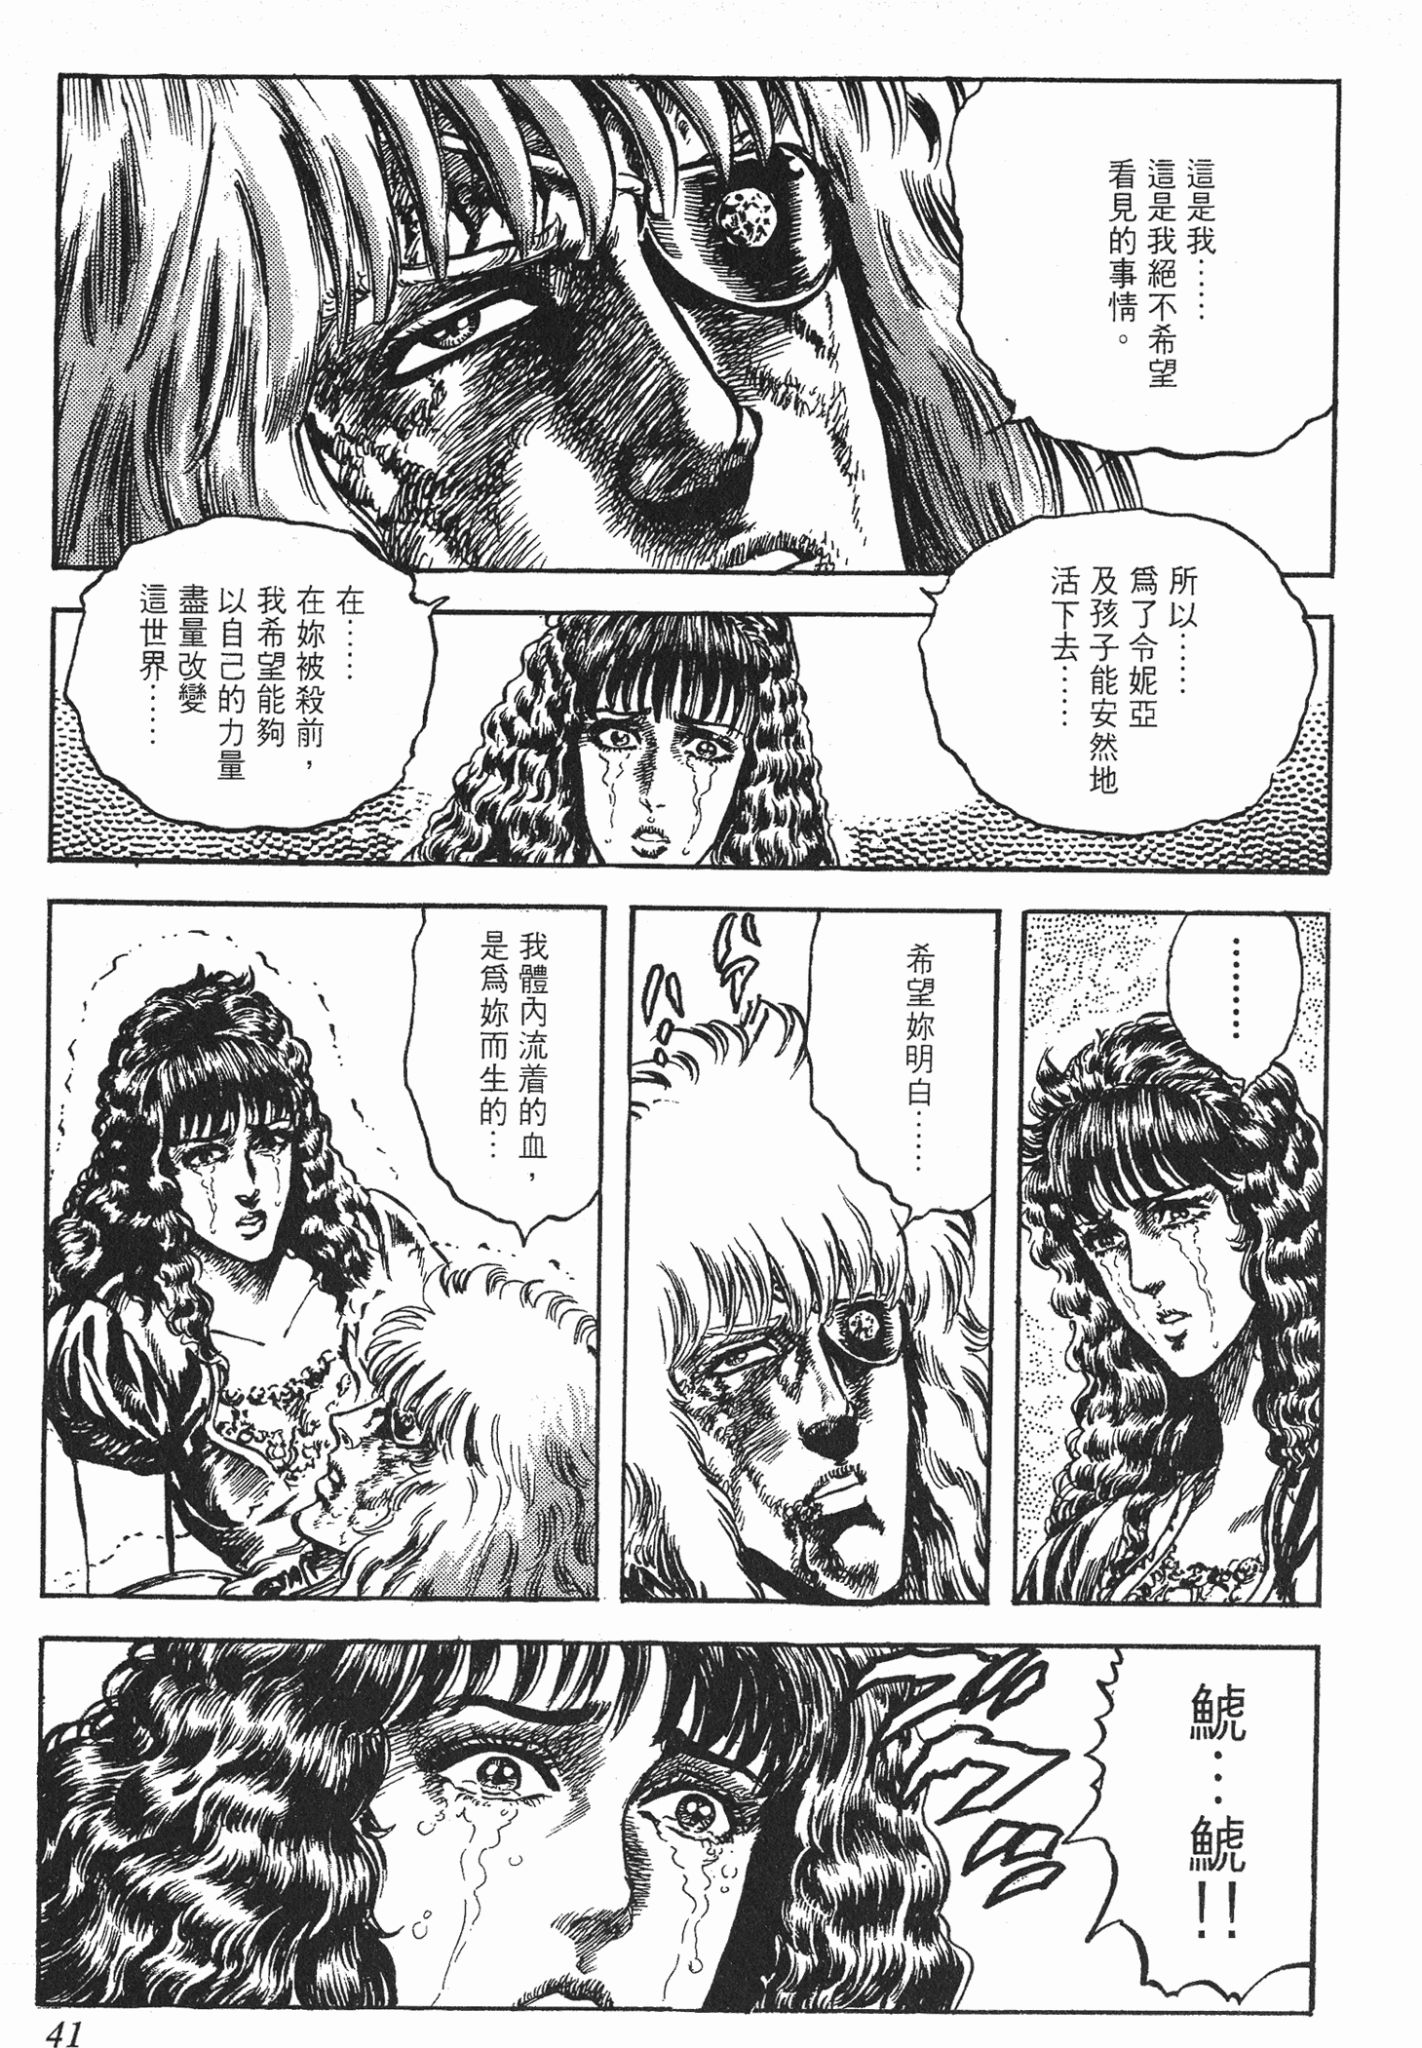 這是我……
這是我絕不希望
看見的事情。
所以……
爲了令妮亞
及孩子能安然地
活下去……
在……
在妳被殺前，
我希望能夠
以自己的力量
盡量改變
這世界……
………
希望妳明白……
我體內流着的血，
是爲妳而生的…
鯱…鯱!!
41